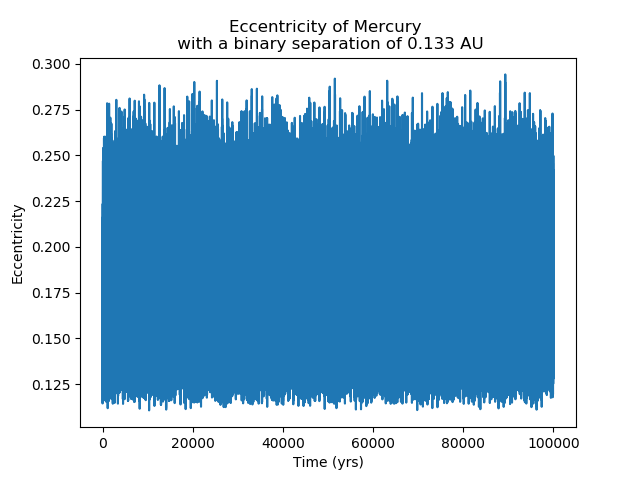 Eccentricity of Mercury
with a binary separation of 0.133 AU
0.300
0.275
0.250
0.225
0.200
0.175
0.150
0.125
Eccentricity
0 20000 40000 60000 80000 100000
Time (yrs)